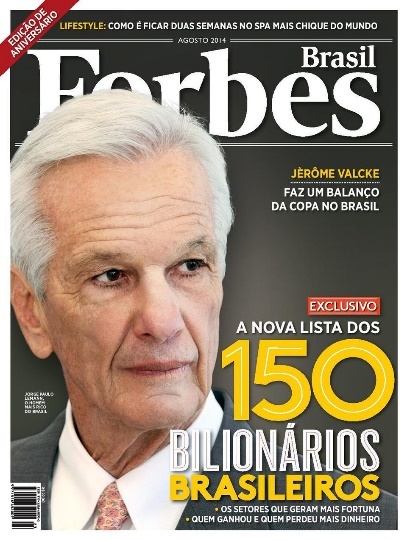 EDIÇÃO DE
ANIVERSÁRIO
LIFESTYLE: COMO É FICAR DUAS SEMANAS NO SPA MAIS CHIQUE DO MUNDO
AGOSTO 2014
Brasil
Forbes
JÈRÔME VALCKE
FAZ UM BALANÇO
DA COPA NO BRASIL
EXCLUSIVO
A NOVA LISTA DOS
150
BILIONÁRIOS
BRASILEIROS
• OS SETORES QUE GERAM MAIS FORTUNA
• QUEM GANHOU E QUEM PERDEU MAIS DINHEIRO
JORGE PAULO
LEMANN,
O HOMEM
MAIS RICO
DO BRASIL